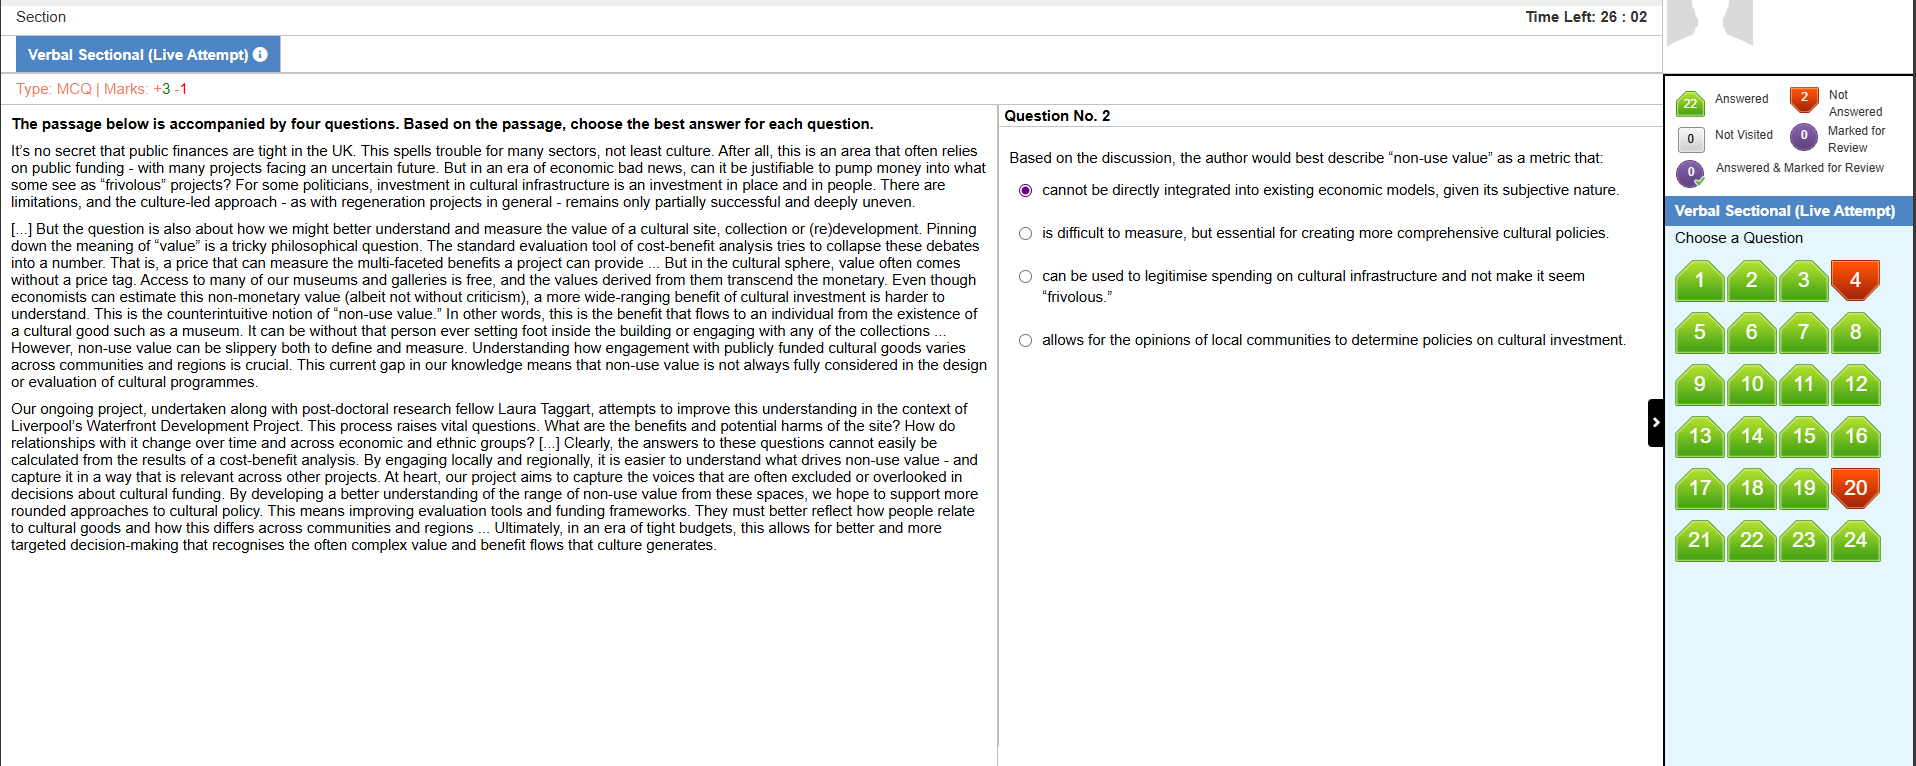 Section
Time Left: 26 : 02
Verbal Sectional (Live Attempt) i
Type: MCQ | Marks: +3 -1
The passage below is accompanied by four questions. Based on the passage, choose the best answer for each question.
It’s no secret that public finances are tight in the UK. This spells trouble for many sectors, not least culture. After all, this is an area that often relies
on public funding - with many projects facing an uncertain future. But in an era of economic bad news, can it be justifiable to pump money into what
some see as “frivolous” projects? For some politicians, investment in cultural infrastructure is an investment in place and in people. There are
limitations, and the culture-led approach - as with regeneration projects in general - remains only partially successful and deeply uneven.
[...] But the question is also about how we might better understand and measure the value of a cultural site, collection or (re)development. Pinning
down the meaning of “value” is a tricky philosophical question. The standard evaluation tool of cost-benefit analysis tries to collapse these debates
into a number. That is, a price that can measure the multi-faceted benefits a project can provide ... But in the cultural sphere, value often comes
without a price tag. Access to many of our museums and galleries is free, and the values derived from them transcend the monetary. Even though
economists can estimate this non-monetary value (albeit not without criticism), a more wide-ranging benefit of cultural investment is harder to
understand. This is the counterintuitive notion of “non-use value.” In other words, this is the benefit that flows to an individual from the existence of
a cultural good such as a museum. It can be without that person ever setting foot inside the building or engaging with any of the collections ...
However, non-use value can be slippery both to define and measure. Understanding how engagement with publicly funded cultural goods varies
across communities and regions is crucial. This current gap in our knowledge means that non-use value is not always fully considered in the design
or evaluation of cultural programmes.
Our ongoing project, undertaken along with post-doctoral research fellow Laura Taggart, attempts to improve this understanding in the context of
Liverpool’s Waterfront Development Project. This process raises vital questions. What are the benefits and potential harms of the site? How do
relationships with it change over time and across economic and ethnic groups? [...] Clearly, the answers to these questions cannot easily be
calculated from the results of a cost-benefit analysis. By engaging locally and regionally, it is easier to understand what drives non-use value - and
capture it in a way that is relevant across other projects. At heart, our project aims to capture the voices that are often excluded or overlooked in
decisions about cultural funding. By developing a better understanding of the range of non-use value from these spaces, we hope to support more
rounded approaches to cultural policy. This means improving evaluation tools and funding frameworks. They must better reflect how people relate
to cultural goods and how this differs across communities and regions ... Ultimately, in an era of tight budgets, this allows for better and more
targeted decision-making that recognises the often complex value and benefit flows that culture generates.
Question No. 2
Based on the discussion, the author would best describe “non-use value” as a metric that:
cannot be directly integrated into existing economic models, given its subjective nature.
is difficult to measure, but essential for creating more comprehensive cultural policies.
can be used to legitimise spending on cultural infrastructure and not make it seem
“frivolous.”
allows for the opinions of local communities to determine policies on cultural investment.
>
22 Answered
2 Not
Answered
0 Not Visited
0 Marked for
Review
0 Answered & Marked for Review
Verbal Sectional (Live Attempt)
Choose a Question
1 2 3 4
5 6 7 8
9 10 11 12
13 14 15 16
17 18 19 20
21 22 23 24